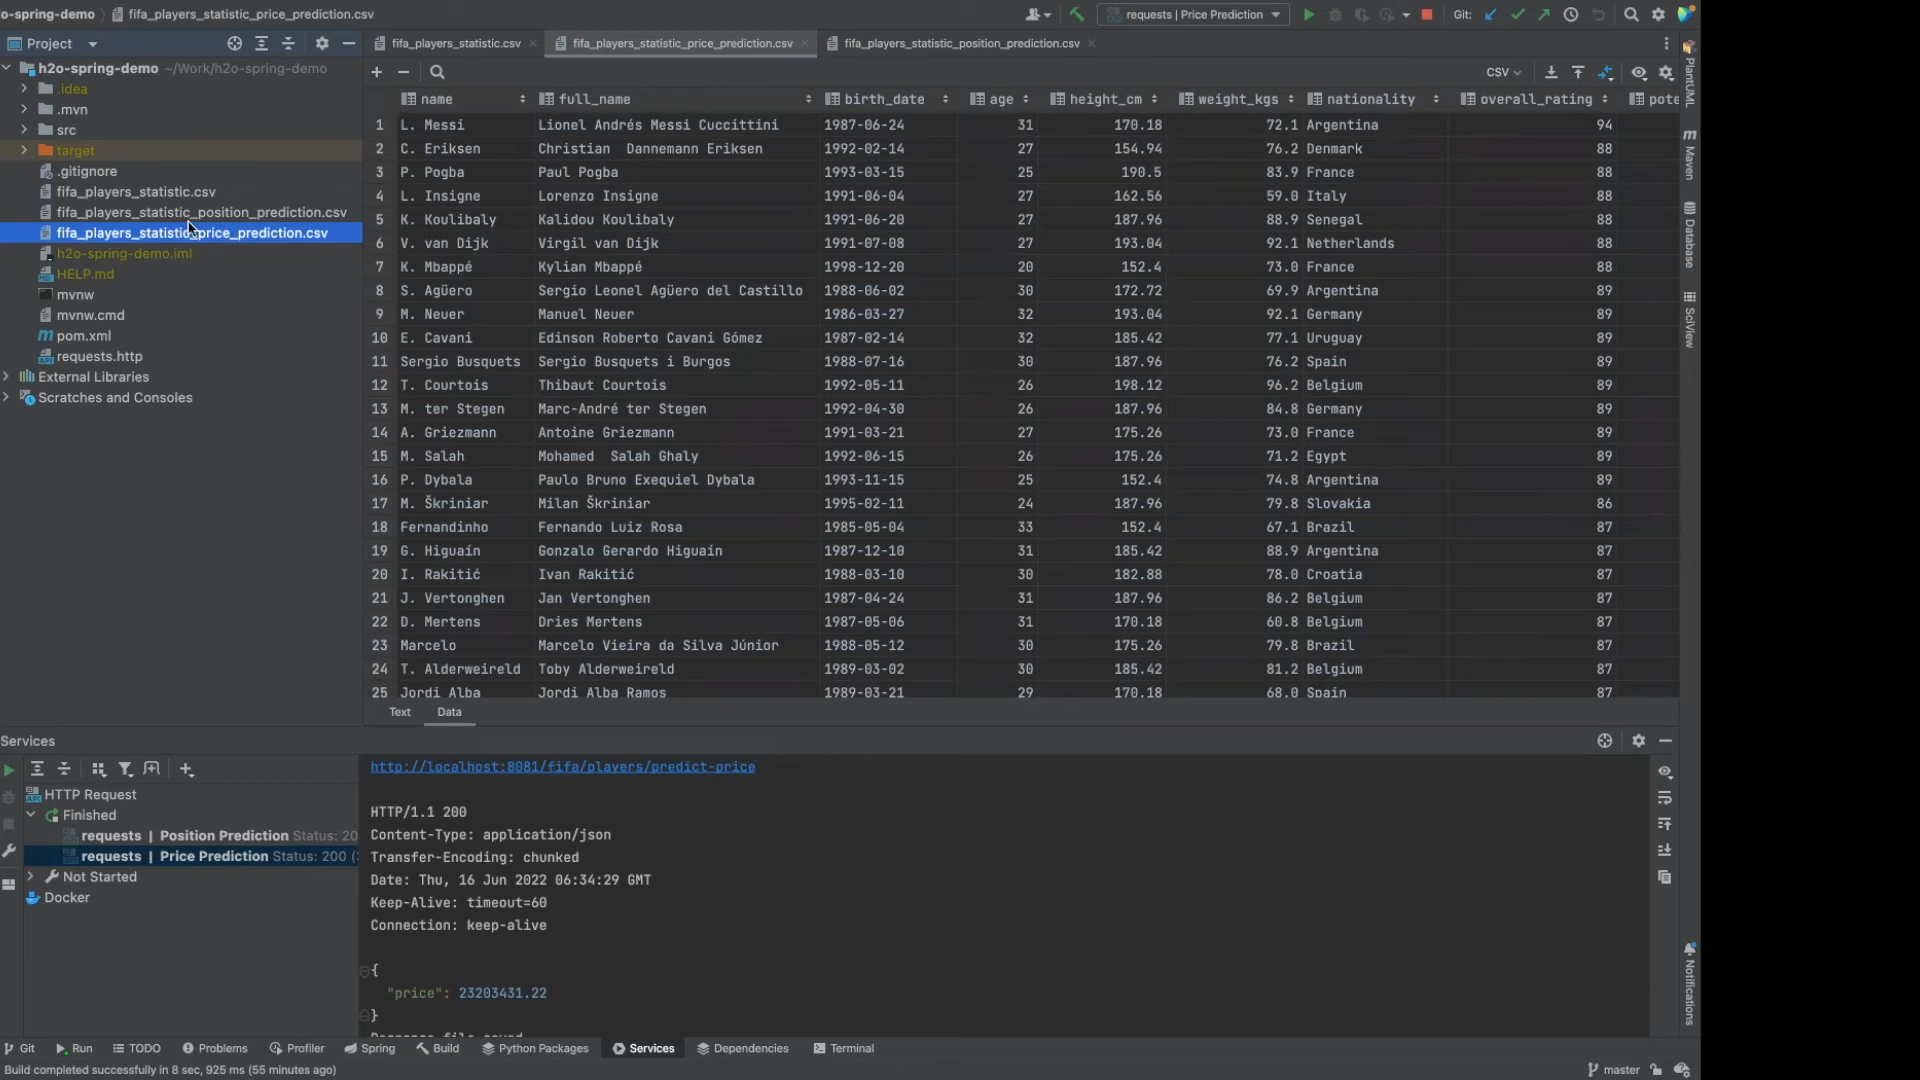 o-spring-demo fifa_players_statistic_price_prediction.csv
requests | Price Prediction
Git:
Project
fifa_players_statistic.csv
fifa_players_statistic_price_prediction.csv
fifa_players_statistic_position_prediction.csv
h2o-spring-demo ~/Work/h2o-spring-demo
.idea
.mvn
src
target
.gitignore
fifa_players_statistic.csv
fifa_players_statistic_position_prediction.csv
fifa_players_statistic_price_prediction.csv
h2o-spring-demo.iml
HELP.md
mvnw
mvnw.cmd
pom.xml
requests.http
External Libraries
Scratches and Consoles
CSV
name full_name birth_date age height_cm weight_kgs nationality overall_rating pote
1 L. Messi Lionel Andrés Messi Cuccittini 1987-06-24 31 170.18 72.1 Argentina 94
2 C. Eriksen Christian Dannemann Eriksen 1992-02-14 27 154.94 76.2 Denmark 88
3 P. Pogba Paul Pogba 1993-03-15 25 190.5 83.9 France 88
4 L. Insigne Lorenzo Insigne 1991-06-04 27 162.56 59.0 Italy 88
5 K. Koulibaly Kalidou Koulibaly 1991-06-20 27 187.96 88.9 Senegal 88
6 V. van Dijk Virgil van Dijk 1991-07-08 27 193.04 92.1 Netherlands 88
7 K. Mbappé Kylian Mbappé 1998-12-20 20 152.4 73.0 France 88
8 S. Agüero Sergio Leonel Agüero del Castillo 1988-06-02 30 172.72 69.9 Argentina 89
9 M. Neuer Manuel Neuer 1986-03-27 32 193.04 92.1 Germany 89
10 E. Cavani Edinson Roberto Cavani Gómez 1987-02-14 32 185.42 77.1 Uruguay 89
11 Sergio Busquets Sergio Busquets i Burgos 1988-07-16 30 187.96 76.2 Spain 89
12 T. Courtois Thibaut Courtois 1992-05-11 26 198.12 96.2 Belgium 89
13 M. ter Stegen Marc-André ter Stegen 1992-04-30 26 187.96 84.8 Germany 89
14 A. Griezmann Antoine Griezmann 1991-03-21 27 175.26 73.0 France 89
15 M. Salah Mohamed Salah Ghaly 1992-06-15 26 175.26 71.2 Egypt 89
16 P. Dybala Paulo Bruno Exequiel Dybala 1993-11-15 25 152.4 74.8 Argentina 89
17 M. Škriniar Milan Škriniar 1995-02-11 24 187.96 79.8 Slovakia 86
18 Fernandinho Fernando Luiz Rosa 1985-05-04 33 152.4 67.1 Brazil 87
19 G. Higuaín Gonzalo Gerardo Higuaín 1987-12-10 31 185.42 88.9 Argentina 87
20 I. Rakitić Ivan Rakitić 1988-03-10 30 182.88 78.0 Croatia 87
21 J. Vertonghen Jan Vertonghen 1987-04-24 31 187.96 86.2 Belgium 87
22 D. Mertens Dries Mertens 1987-05-06 31 170.18 60.8 Belgium 87
23 Marcelo Marcelo Vieira da Silva Júnior 1988-05-12 30 175.26 79.8 Brazil 87
24 T. Alderweireld Toby Alderweireld 1989-03-02 30 185.42 81.2 Belgium 87
25 Jordi Alba Jordi Alba Ramos 1989-03-21 29 170.18 68.0 Spain 87
Text Data
PlantUML
Maven
Database
SciView
Notifications
Services
HTTP Request
Finished
requests | Position Prediction Status: 20
requests | Price Prediction Status: 200 (
Not Started
Docker
http://localhost:8081/fifa/players/predict-price
HTTP/1.1 200
Content-Type: application/json
Transfer-Encoding: chunked
Date: Thu, 16 Jun 2022 06:34:29 GMT
Keep-Alive: timeout=60
Connection: keep-alive
{
"price": 23203431.22
}
Response file saved
Git Run TODO Problems Profiler Spring Build Python Packages Services Dependencies Terminal
Build completed successfully in 8 sec, 925 ms (55 minutes ago)
master